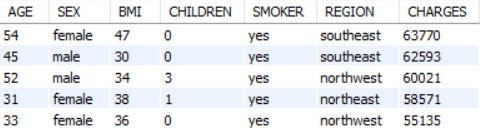 AGE SEX BMI CHILDREN SMOKER REGION CHARGES
54 female 47 0 yes southeast 63770
45 male 30 0 yes southeast 62593
52 male 34 3 yes northwest 60021
31 female 38 1 yes northeast 58571
33 female 36 0 yes northwest 55135